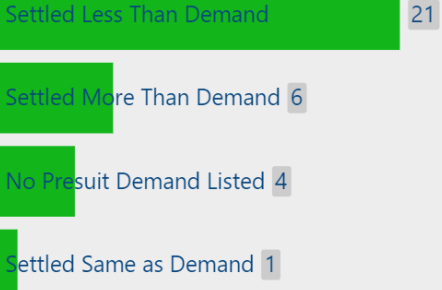 Settled Less Than Demand 21
Settled More Than Demand 6
No Presuit Demand Listed 4
Settled Same as Demand 1